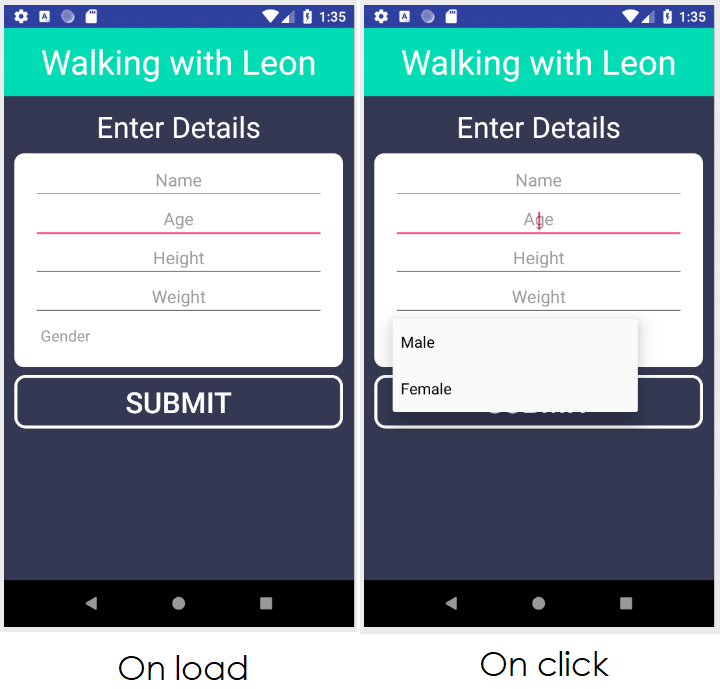 1:35
Walking with Leon
Enter Details
Name
Age
Height
Weight
Gender
SUBMIT
On load
1:35
Walking with Leon
Enter Details
Name
Age
Height
Weight
Male
Female
On click